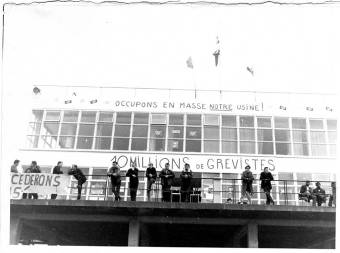 OCCUPONS EN MASSE NOTRE USINE !
10 MILLIONS DE GREVISTES
CEDERONS